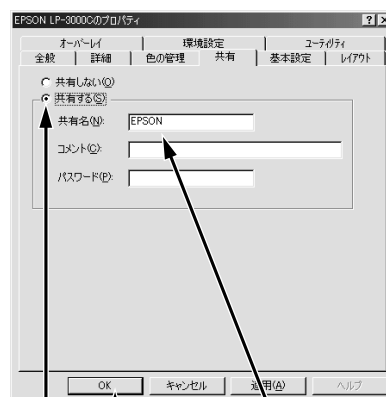 EPSON LP-3000Cのプロパティ
オーバーレイ 環境設定 ユーティリティ
全般 詳細 色の管理 共有 基本設定 レイアウト
共有しない(O)
共有する(S)
共有名(N): EPSON
コメント(C):
パスワード(P):
OK キャンセル 適用(A) ヘルプ